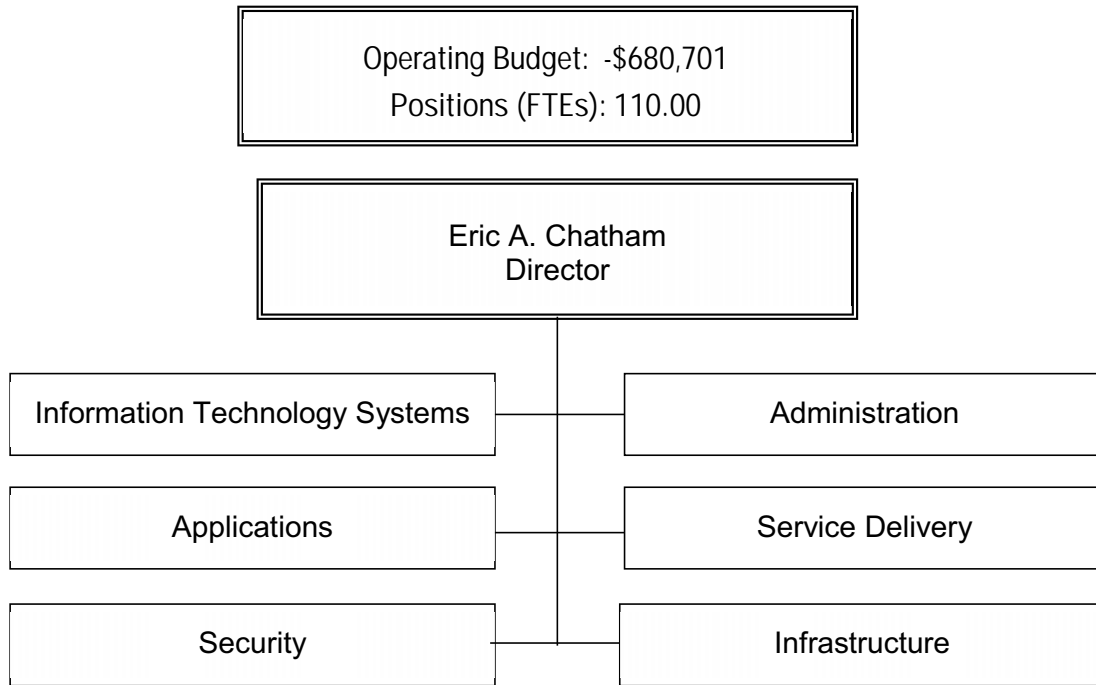 Operating Budget: -$680,701
Positions (FTEs): 110.00
Eric A. Chatham
Director
Information Technology Systems
Administration
Applications
Service Delivery
Security
Infrastructure